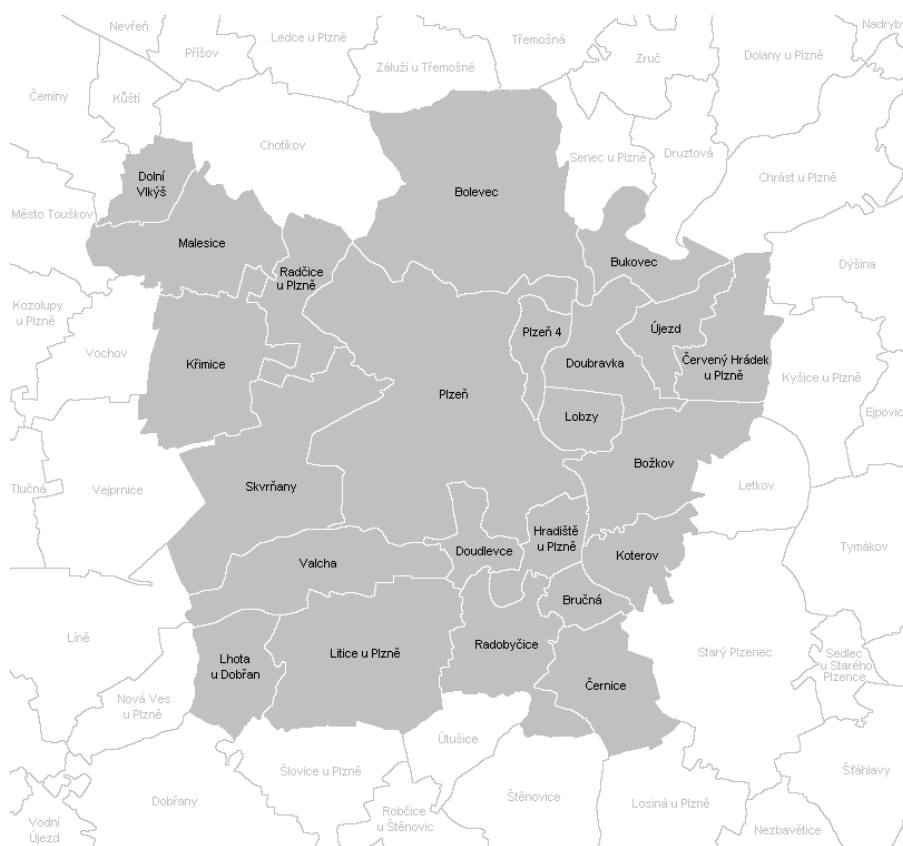 Nevřeň
Ledce u Plzně
Třemošná
Nadryby
Příšov
Záluží u Třemošné
Zruč
Dolany u Plzně
Čeminy
Kůští
Chotíkov
Senec u Plzně
Druztová
Chrást u Plzně
Dolní
Vlkýš
Bolevec
Město Touškov
Malesice
Radčice
u Plzně
Bukovec
Dýšina
Kozolupy
u Plzně
Vochov
Křimice
Plzeň 4
Újezd
Doubravka
Červený Hrádek
u Plzně
Kyšice u Plzně
Plzeň
Lobzy
Ejpovic
Tlučná
Vejprnice
Skvrňany
Božkov
Letkov
Hradiště
u Plzně
Tymákov
Valcha
Doudlevce
Koterov
Bručná
Líně
Lhota
u Dobřan
Litice u Plzně
Radobyčice
Černice
Starý Plzenec
Sedlec
u Starého
Plzence
Nová Ves
u Plzně
Útušice
Šlovice u Plzně
Štěnovice
Šťáhlavy
Dobřany
Robčice
u Štěnovic
Losiná u Plzně
Vodní
Újezd
Nezbavětice